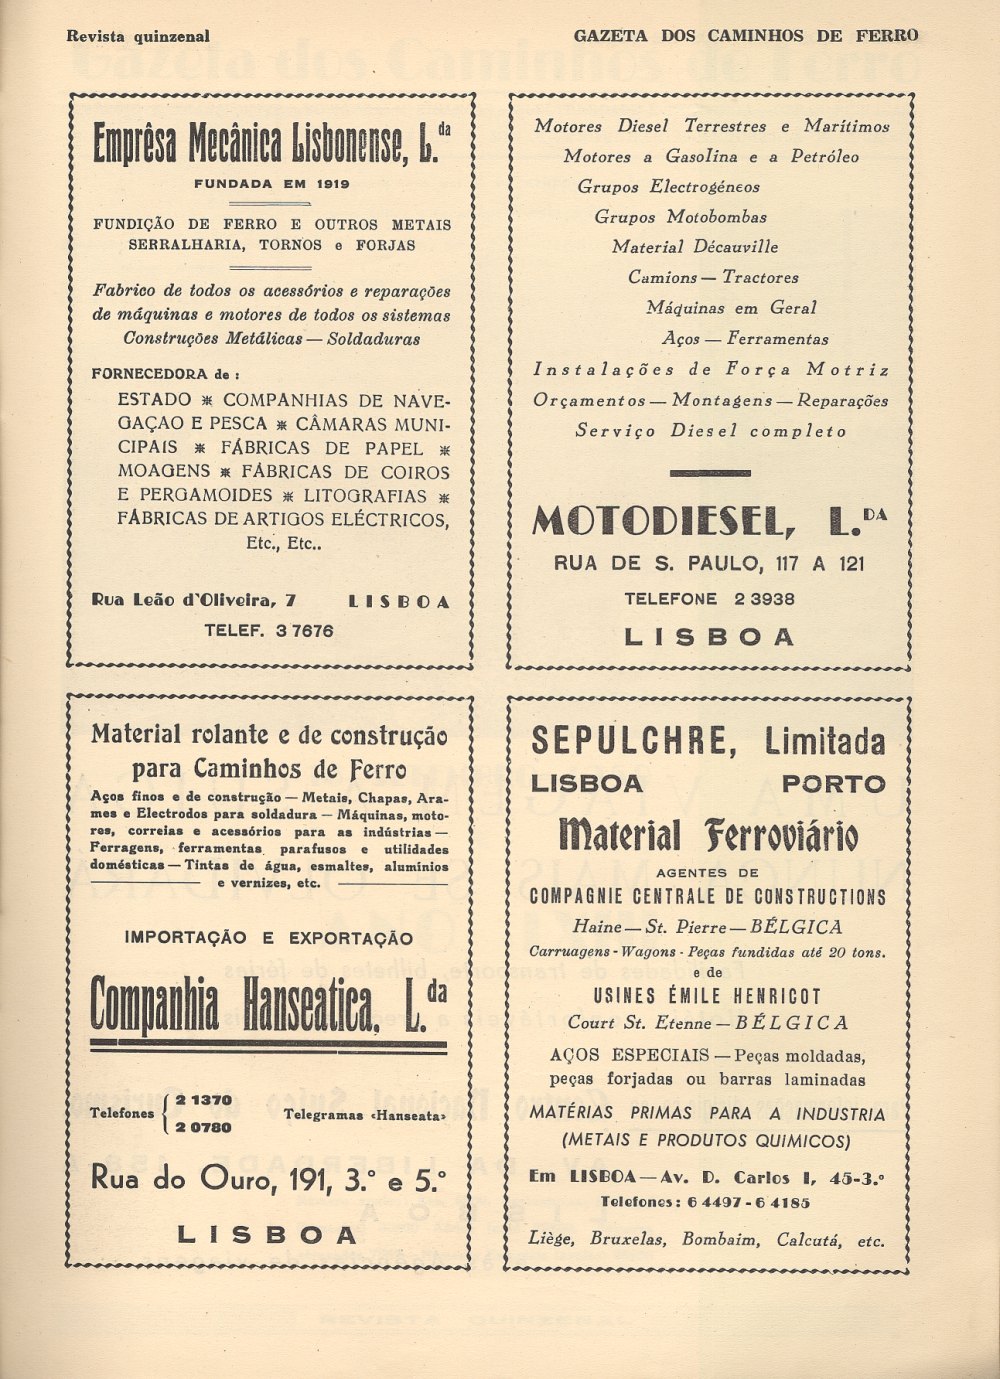 Revista quinzenal
GAZETA DOS CAMINHOS DE FERRO
Emprêsa Mecânica Lisbonense, L.da
FUNDADA EM 1919
FUNDIÇÃO DE FERRO E OUTROS METAIS
SERRALHARIA, TORNOS e FORJAS
Fabrico de todos os acessórios e reparações
de máquinas e motores de todos os sistemas
Construções Metálicas — Soldaduras
FORNECEDORA de :
ESTADO ⁕ COMPANHIAS DE NAVE-
GAÇAO E PESCA ⁕ CÂMARAS MUNI-
CIPAIS ⁕ FÁBRICAS DE PAPEL ⁕
MOAGENS ⁕ FÁBRICAS DE COIROS
E PERGAMOIDES ⁕ LITOGRAFIAS ⁕
FÁBRICAS DE ARTIGOS ELÉCTRICOS,
Etc., Etc..
Rua Leão d'Oliveira, 7 LISBOA
TELEF. 3 7676
Motores Diesel Terrestres e Marítimos
Motores a Gasolina e a Petróleo
Grupos Electrogéneos
Grupos Motobombas
Material Décauville
Camions — Tractores
Máquinas em Geral
Aços — Ferramentas
Instalações de Força Motriz
Orçamentos — Montagens — Reparações
Serviço Diesel completo
MOTODIESEL, L.DA
RUA DE S. PAULO, 117 A 121
TELEFONE 2 3938
LISBOA
Material rolante e de construção
para Caminhos de Ferro
Aços finos e de construção — Metais, Chapas, Ara-
mes e Electrodos para soldadura — Máquinas, moto-
res, correias e acessórios para as indústrias —
Ferragens, ferramentas parafusos e utilidades
domésticas — Tintas de água, esmaltes, alumínios
e vernizes, etc.
IMPORTAÇÃO E EXPORTAÇÃO
Companhia Hanseatica, L.da
Telefones { 2 1370
2 0780
Telegramas «Hanseata»
Rua do Ouro, 191, 3.º e 5.º
LISBOA
SEPULCHRE, Limitada
LISBOA PORTO
Material Ferroviário
AGENTES DE
COMPAGNIE CENTRALE DE CONSTRUCTIONS
Haine — St. Pierre — BÉLGICA
Carruagens - Wagons - Peças fundidas até 20 tons.
e de
USINES ÉMILE HENRICOT
Court St. Etenne — BÉLGICA
AÇOS ESPECIAIS — Peças moldadas,
peças forjadas ou barras laminadas
MATÉRIAS PRIMAS PARA A INDUSTRIA
(METAIS E PRODUTOS QUIMICOS)
Em LISBOA — Av. D. Carlos I, 45-3.º
Telefones: 6 4497 - 6 4185
Liège, Bruxelas, Bombaim, Calcutá, etc.